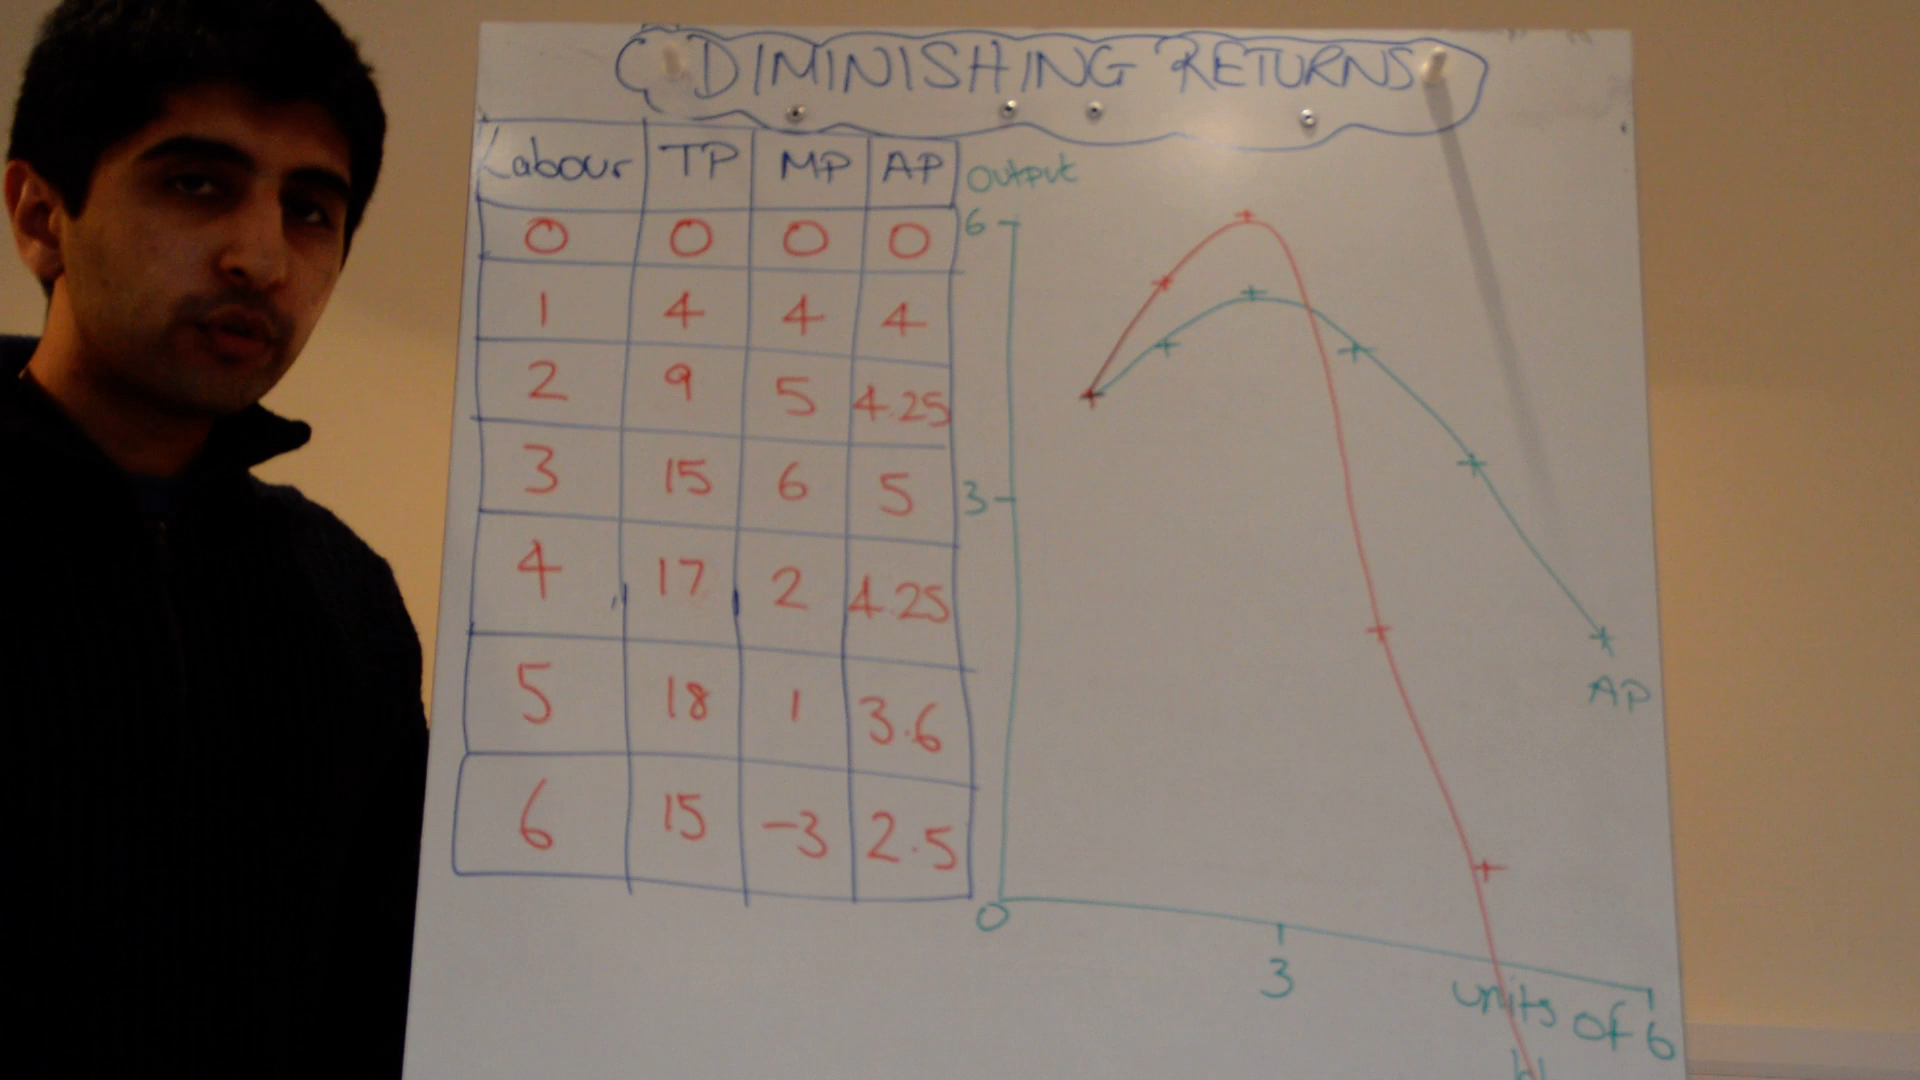 DIMINISHING RETURNS
Labour TP MP AP
0 0 0 0
1 4 4 4
2 9 5 4.25
3 15 6 5
4 17 2 4.25
5 18 1 3.6
6 15 -3 2.5
Output
6
3
0
3
6
units of
AP